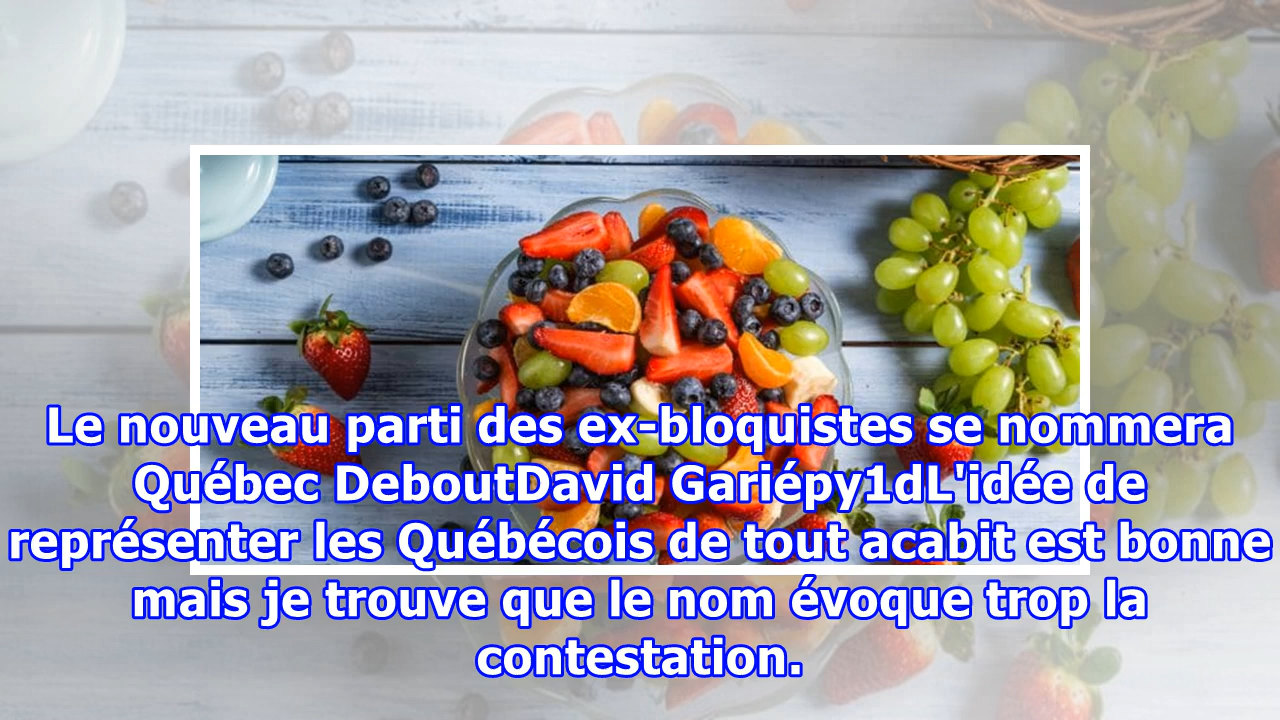 Le nouveau parti des ex-bloquistes se nommera
Québec DeboutDavid Gariépy1dL'idée de
représenter les Québécois de tout acabit est bonne
mais je trouve que le nom évoque trop la
contestation.